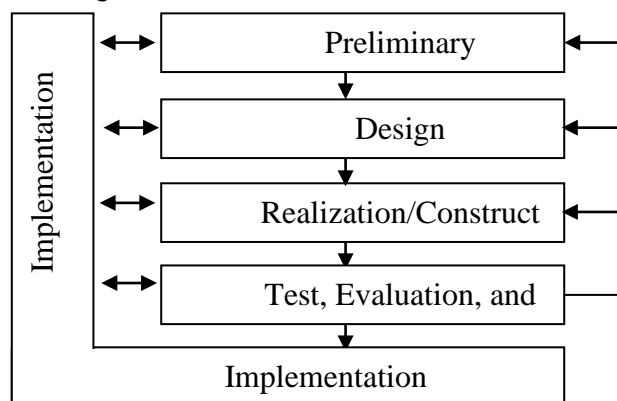 Preliminary
Design
Realization/Construct
Test, Evaluation, and
Implementation
Implementation